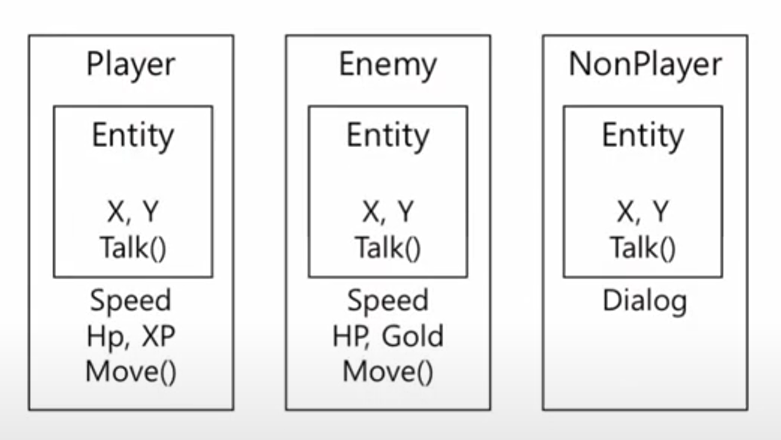 Player
Entity
X, Y
Talk()
Speed
Hp, XP
Move()
Enemy
Entity
X, Y
Talk()
Speed
HP, Gold
Move()
NonPlayer
Entity
X, Y
Talk()
Dialog